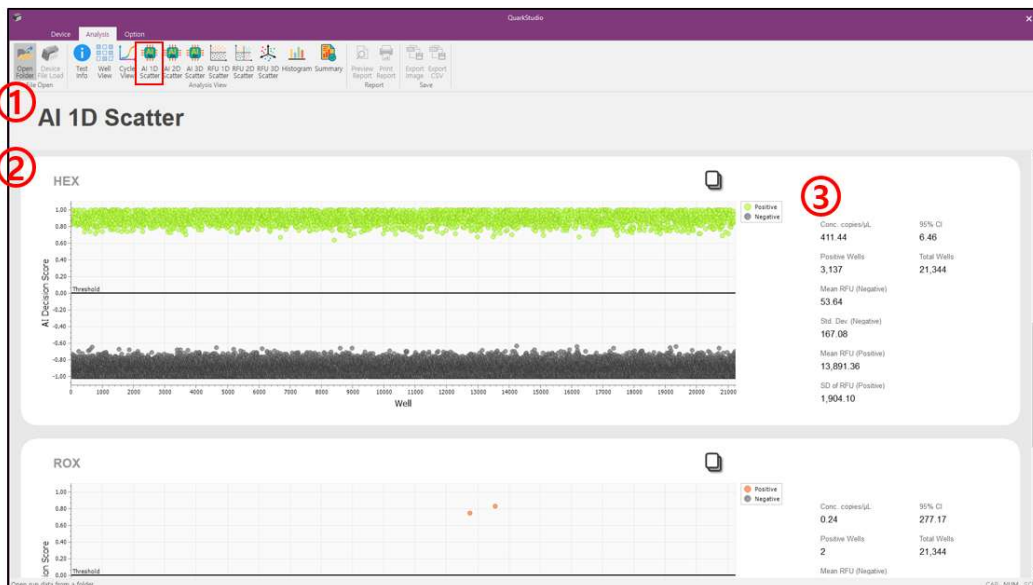 QuarkStudio
Device Analysis Option
Open Folder
Device File Load
Test Info
Well View
Cycle View
AI 1D Scatter
AI 2D Scatter
AI 3D Scatter
RFU 1D Scatter
RFU 2D Scatter
RFU 3D Scatter
Histogram
Summary
Preview Report
Print Report
Export Image
Export CSV
File Open
Analysis View
Report
Save
①
AI 1D Scatter
②
HEX
③
Positive
Negative
AI Decision Score
1.00
0.80
0.60
0.40
0.20
0.00
-0.20
-0.40
-0.60
-0.80
-1.00
Threshold
0 1000 2000 3000 4000 5000 6000 7000 8000 9000 10000 11000 12000 13000 14000 15000 16000 17000 18000 19000 20000 21000
Well
Conc. copies/μL 95% CI
411.44 6.46
Positive Wells Total Wells
3,137 21,344
Mean RFU (Negative)
53.64
Std. Dev (Negative)
167.08
Mean RFU (Positive)
13,891.36
SD of RFU (Positive)
1,904.10
ROX
Positive
Negative
1.00
0.80
0.60
0.40
0.20
0.00
Threshold
Conc. copies/μL 95% CI
0.24 277.17
Positive Wells Total Wells
2 21,344
Mean RFU (Negative)
Open run data from a folder
CAP NUM